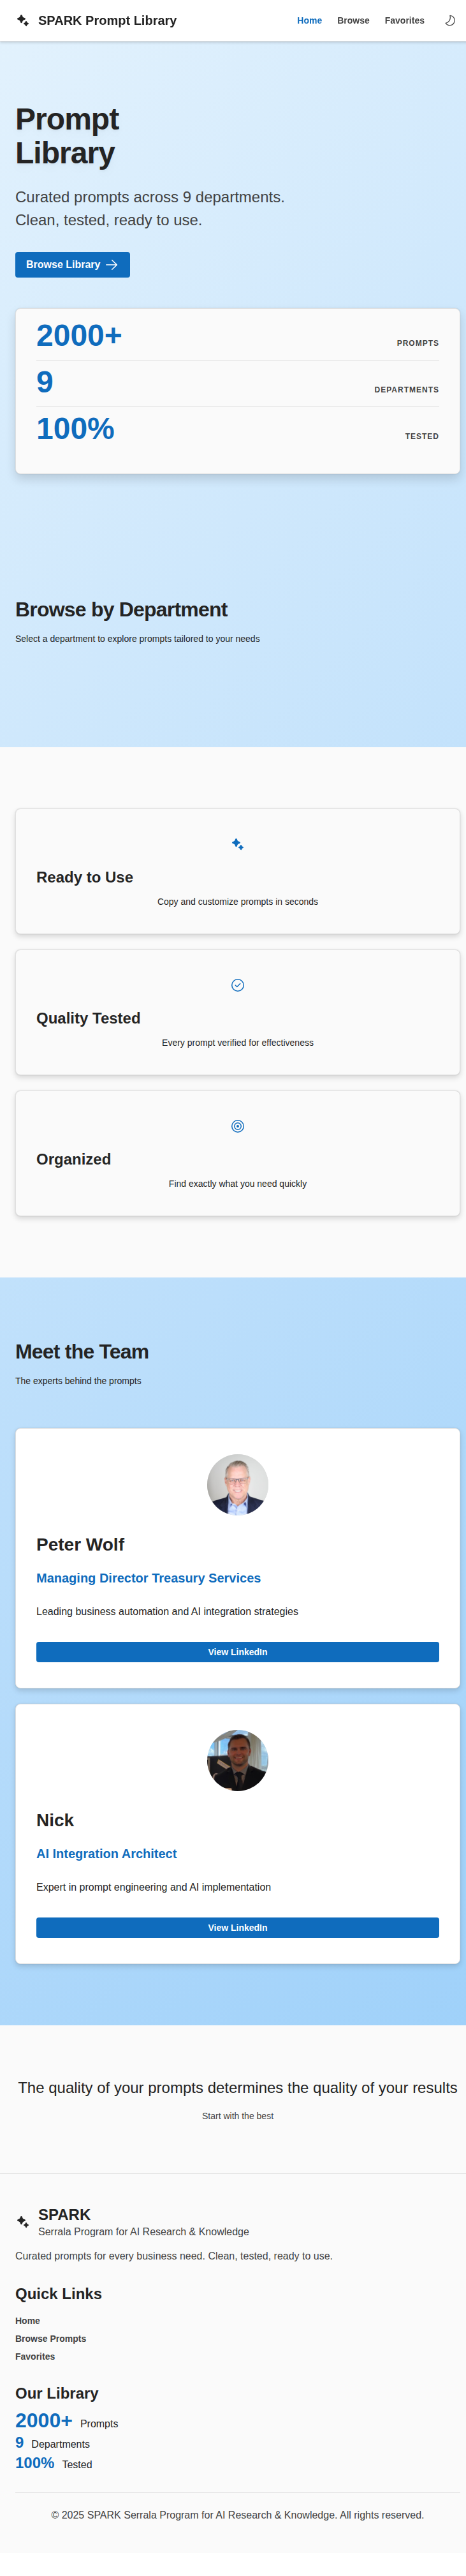 SPARK Prompt Library
Home Browse Favorites
Prompt
Library
Curated prompts across 9 departments.
Clean, tested, ready to use.
Browse Library
2000+ PROMPTS
9 DEPARTMENTS
100% TESTED
Browse by Department
Select a department to explore prompts tailored to your needs
Ready to Use
Copy and customize prompts in seconds
Quality Tested
Every prompt verified for effectiveness
Organized
Find exactly what you need quickly
Meet the Team
The experts behind the prompts
Peter Wolf
Managing Director Treasury Services
Leading business automation and AI integration strategies
View LinkedIn
Nick
AI Integration Architect
Expert in prompt engineering and AI implementation
View LinkedIn
The quality of your prompts determines the quality of your results
Start with the best
SPARK
Serrala Program for AI Research & Knowledge
Curated prompts for every business need. Clean, tested, ready to use.
Quick Links
Home
Browse Prompts
Favorites
Our Library
2000+ Prompts
9 Departments
100% Tested
© 2025 SPARK Serrala Program for AI Research & Knowledge. All rights reserved.